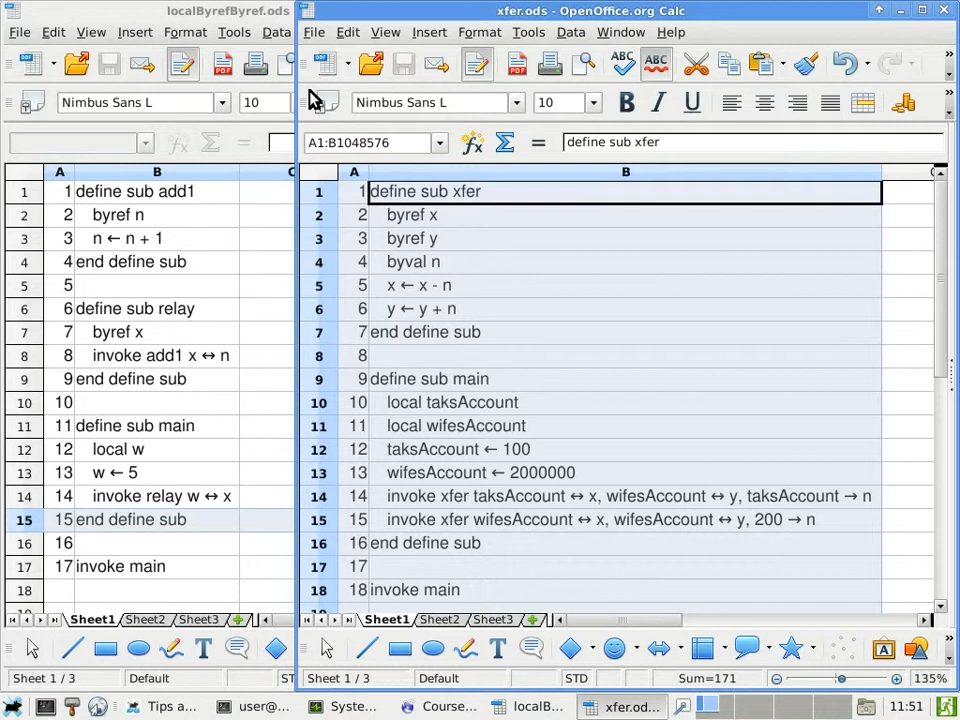 localByrefByref.ods
File Edit View Insert Format Tools Data
Nimbus Sans L 10
A B C
1 1 define sub add1
2 2 byref n
3 3 n ← n + 1
4 4 end define sub
5 5
6 6 define sub relay
7 7 byref x
8 8 invoke add1 x ↔ n
9 9 end define sub
10 10
11 11 define sub main
12 12 local w
13 13 w ← 5
14 14 invoke relay w ↔ x
15 15 end define sub
16 16
17 17 invoke main
18
Sheet1 Sheet2 Sheet3
Sheet 1 / 3 Default
xfer.ods - OpenOffice.org Calc
File Edit View Insert Format Tools Data Window Help
PDF ABC ABC
Nimbus Sans L 10 B I U
A1:B1048576 fx Σ = define sub xfer
A B
1 1 define sub xfer
2 2 byref x
3 3 byref y
4 4 byval n
5 5 x ← x - n
6 6 y ← y + n
7 7 end define sub
8 8
9 9 define sub main
10 10 local taksAccount
11 11 local wifesAccount
12 12 taksAccount ← 100
13 13 wifesAccount ← 2000000
14 14 invoke xfer taksAccount ↔ x, wifesAccount ↔ y, taksAccount → n
15 15 invoke xfer wifesAccount ↔ x, wifesAccount ↔ y, 200 → n
16 16 end define sub
17 17
18 18 invoke main
Sheet1 Sheet2 Sheet3
Sheet 1 / 3 Default STD Sum=171 135%
Tips a... user@... Syste... Course... localB... xfer.od... 11:51